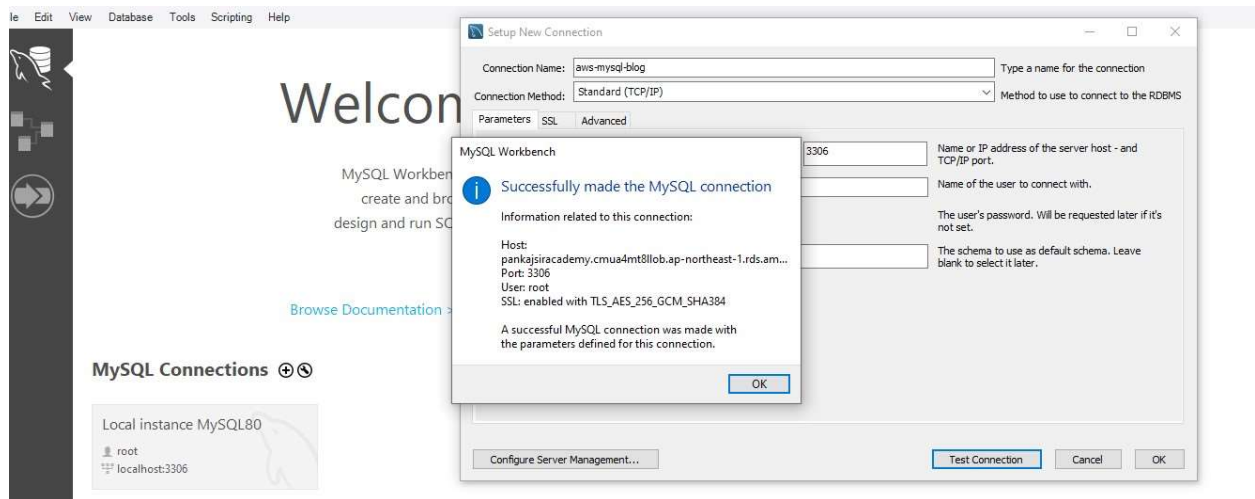 le Edit View Database Tools Scripting Help
Welcon
MySQL Workben
create and bro
design and run SC
Browse Documentation >
MySQL Connections
Local instance MySQL80
root
localhost:3306
Setup New Connection
Connection Name: aws-mysql-blog Type a name for the connection
Connection Method: Standard (TCP/IP) Method to use to connect to the RDBMS
Parameters SSL Advanced
3306 Name or IP address of the server host - and
TCP/IP port.
Name of the user to connect with.
The user's password. Will be requested later if it's
not set.
The schema to use as default schema. Leave
blank to select it later.
MySQL Workbench
Successfully made the MySQL connection
Information related to this connection:
Host:
pankajsiracademy.cmua4mt8llob.ap-northeast-1.rds.am...
Port: 3306
User: root
SSL: enabled with TLS_AES_256_GCM_SHA384
A successful MySQL connection was made with
the parameters defined for this connection.
OK
Configure Server Management... Test Connection Cancel OK